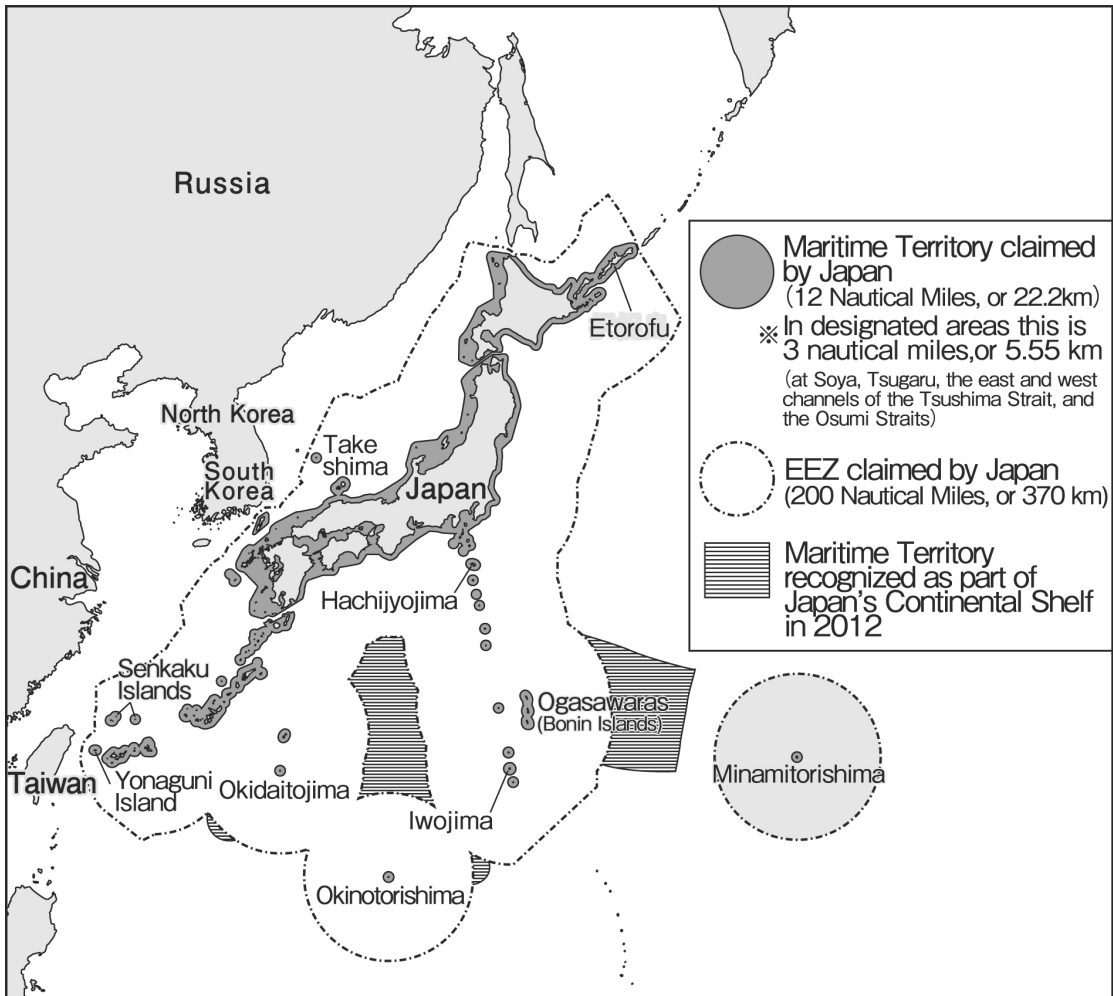 Russia
North Korea
South
Korea
China
Taiwan
Take
shima
Japan
Etorofu
Hachijyojima
Senkaku
Islands
Yonaguni
Island
Okidaitojima
Ogasawaras
(Bonin Islands)
Iwojima
Okinotorishima
Minamitorishima
Maritime Territory claimed
by Japan
(12 Nautical Miles, or 22.2km)
※ In designated areas this is
3 nautical miles,or 5.55 km
(at Soya, Tsugaru, the east and west
channels of the Tsushima Strait, and
the Osumi Straits)
EEZ claimed by Japan
(200 Nautical Miles, or 370 km)
Maritime Territory
recognized as part of
Japan's Continental Shelf
in 2012